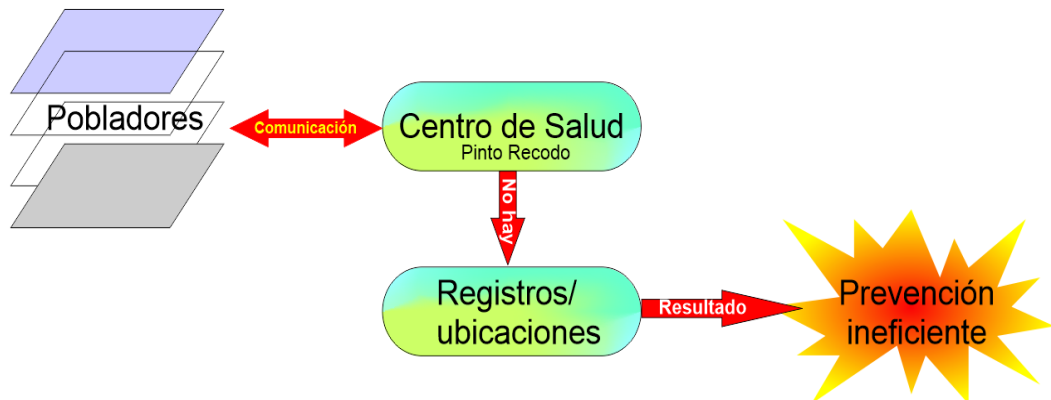 Pobladores
Comunicación
Centro de Salud
Pinto Recodo
No hay
Registros/
ubicaciones
Resultado
Prevención
ineficiente